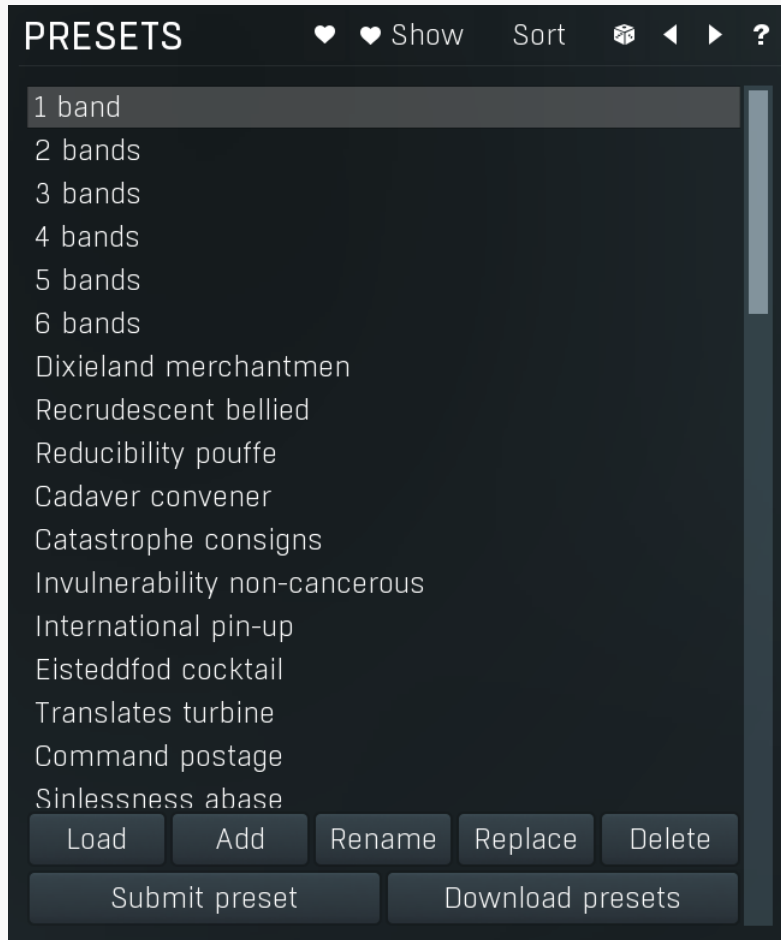 PRESETS Show Sort ?
1 band
2 bands
3 bands
4 bands
5 bands
6 bands
Dixieland merchantmen
Recrudescent bellied
Reducibility pouffe
Cadaver convener
Catastrophe consigns
Invulnerability non-cancerous
International pin-up
Eisteddfod cocktail
Translates turbine
Command postage
Sinlessness abase
Load Add Rename Replace Delete
Submit preset Download presets